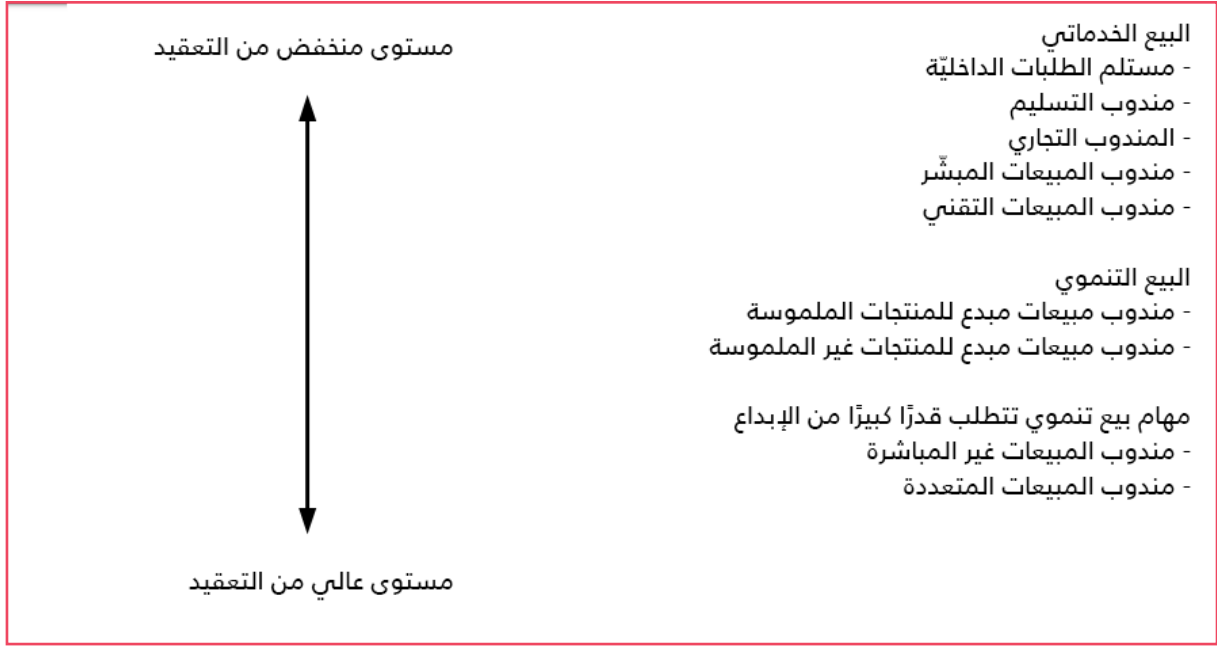 البيع الخدماتي
- مستلم الطلبات الداخليّة
- مندوب التسليم
- المندوب التجاري
- مندوب المبيعات المبشّر
- مندوب المبيعات التقني
البيع التنموي
- مندوب مبيعات مبدع للمنتجات الملموسة
- مندوب مبيعات مبدع للمنتجات غير الملموسة
مهام بيع تنموي تتطلب قدرًا كبيرًا من الإبداع
- مندوب المبيعات غير المباشرة
- مندوب المبيعات المتعددة
مستوى منخفض من التعقيد
مستوى عالي من التعقيد